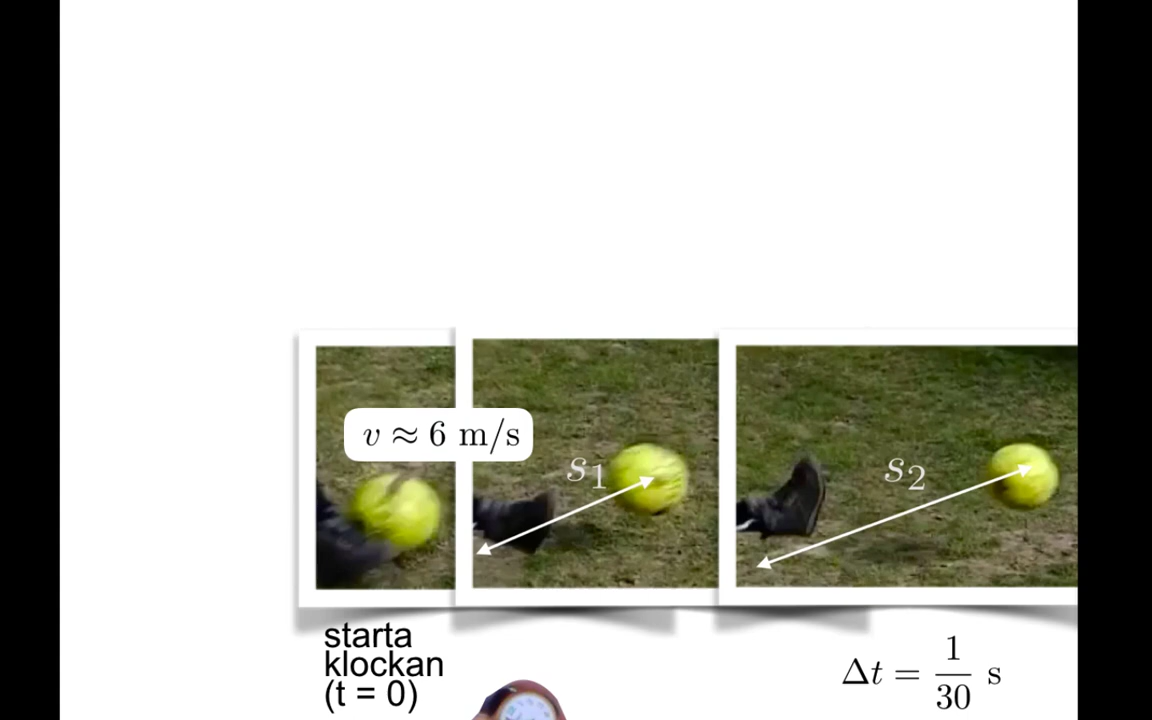 v ≈ 6 m/s
s₁
s₂
starta
klockan
(t = 0)
Δt = 1/30 s